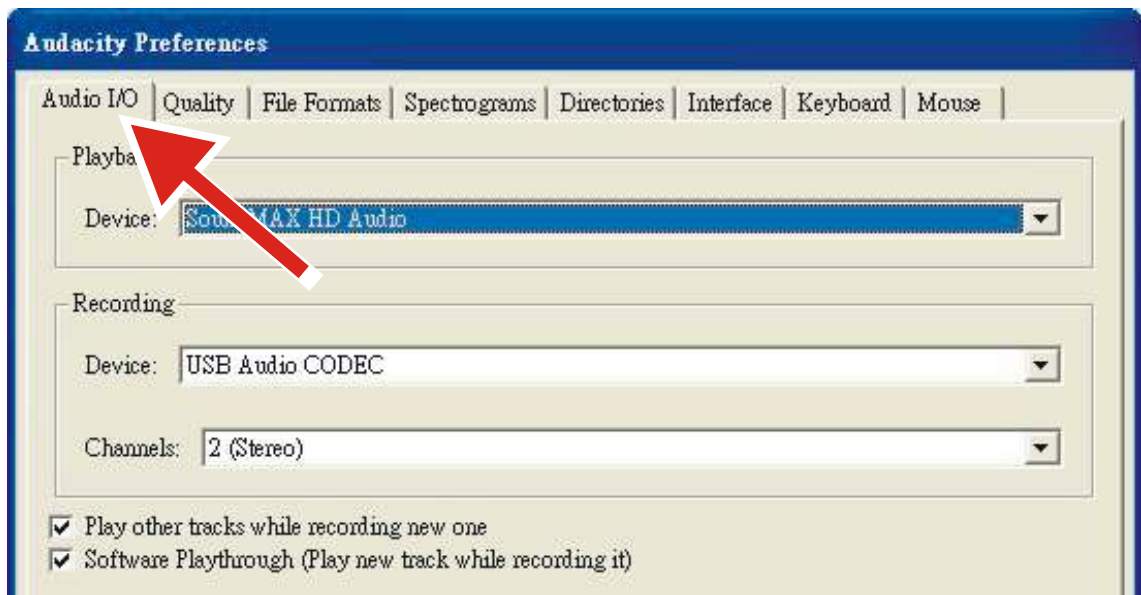 Audacity Preferences
Audio I/O Quality File Formats Spectrograms Directories Interface Keyboard Mouse
Device: MAX HD Audio
Recording
Device: USB Audio CODEC
Channels: 2 (Stereo)
Play other tracks while recording new one
Software Playthrough (Play new track while recording it)